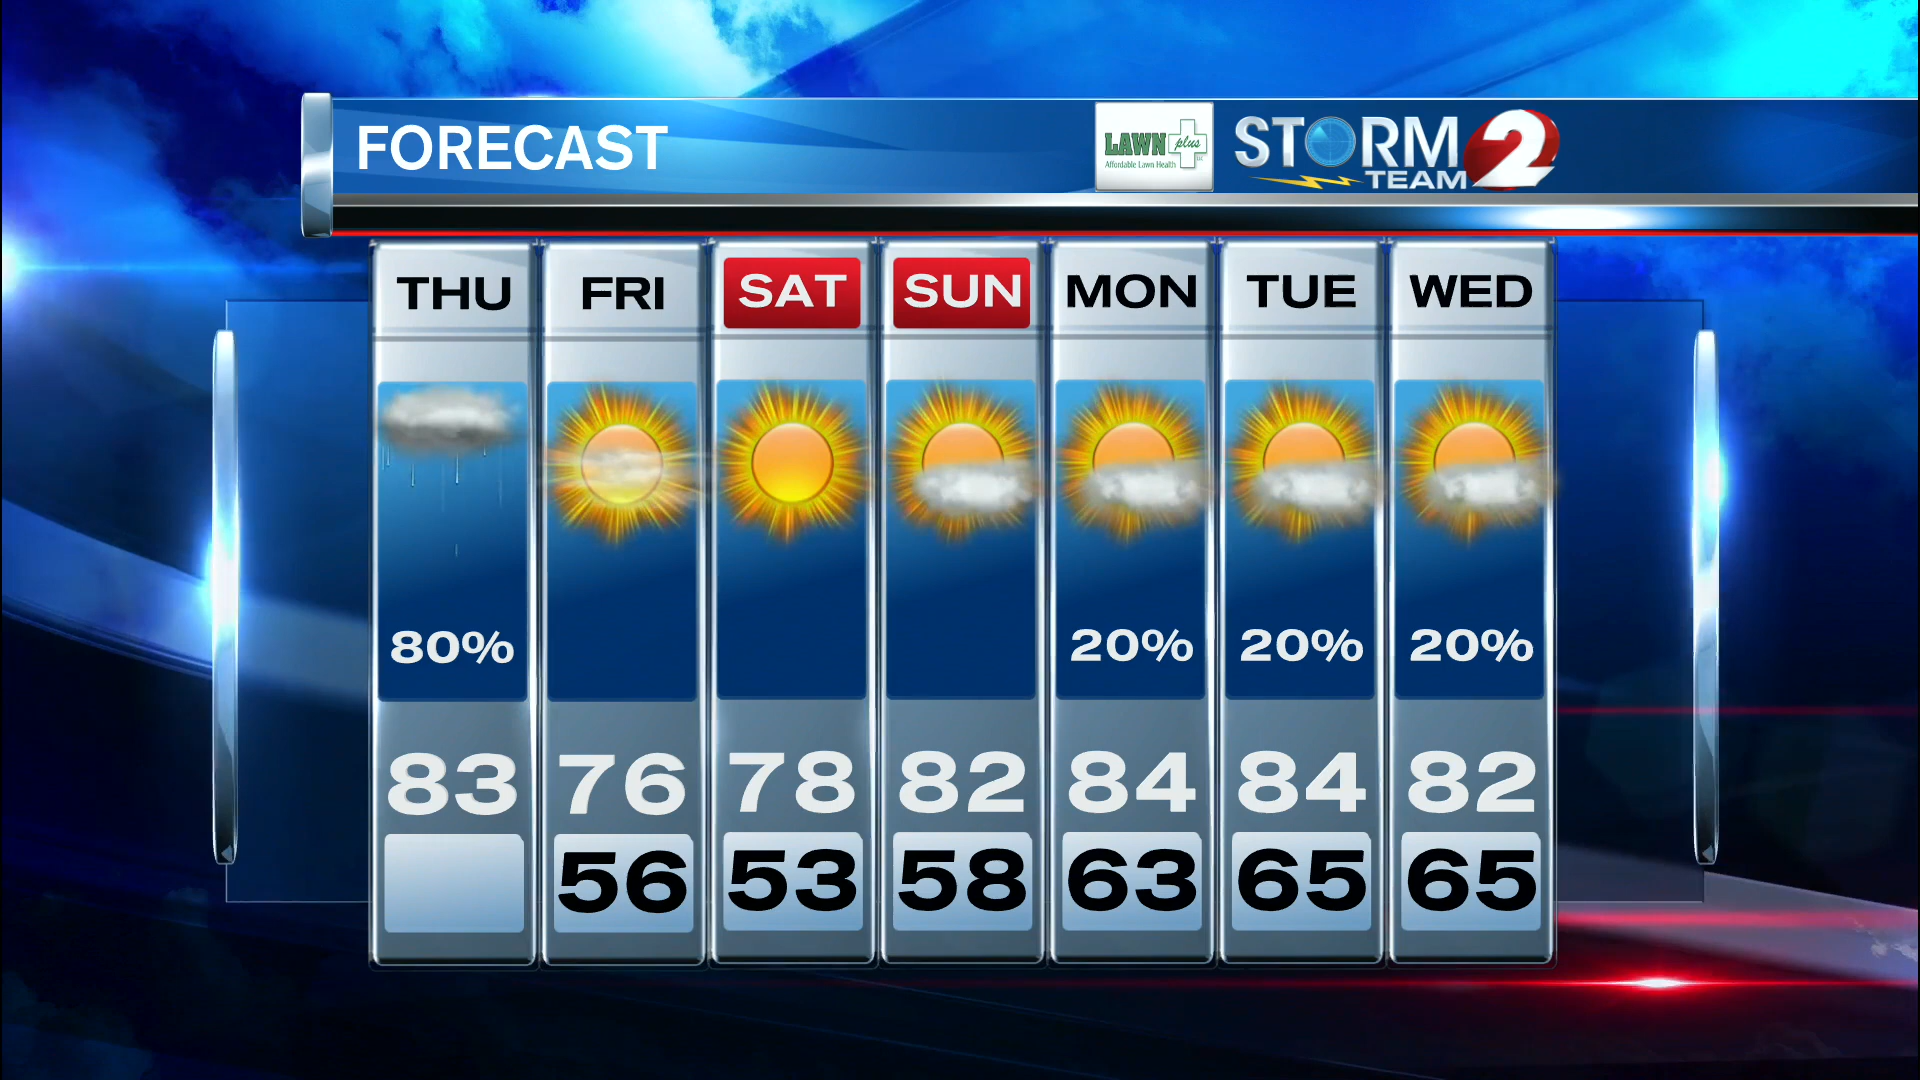 FORECAST
LAWN plus
Affordable Lawn Health
STORM 2
TEAM
THU FRI SAT SUN MON TUE WED
80% 20% 20% 20%
83 76 78 82 84 84 82
56 53 58 63 65 65